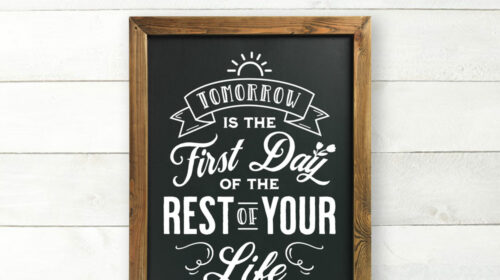 TOMORROW
IS THE
First Day
OF THE
REST OF YOUR
Life